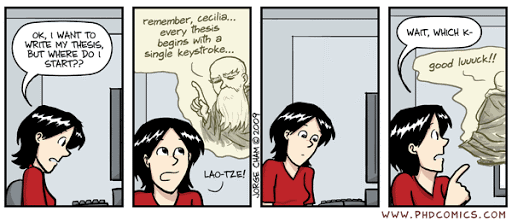 OK, I WANT TO
WRITE MY THESIS,
BUT WHERE DO I
START??
remember, cecilia...
every thesis
begins with a
single keystroke...
LAO-TZE!
JORGE CHAM © 2009
WAIT, WHICH K-
good luuuck!!
WWW.PHDCOMICS.COM